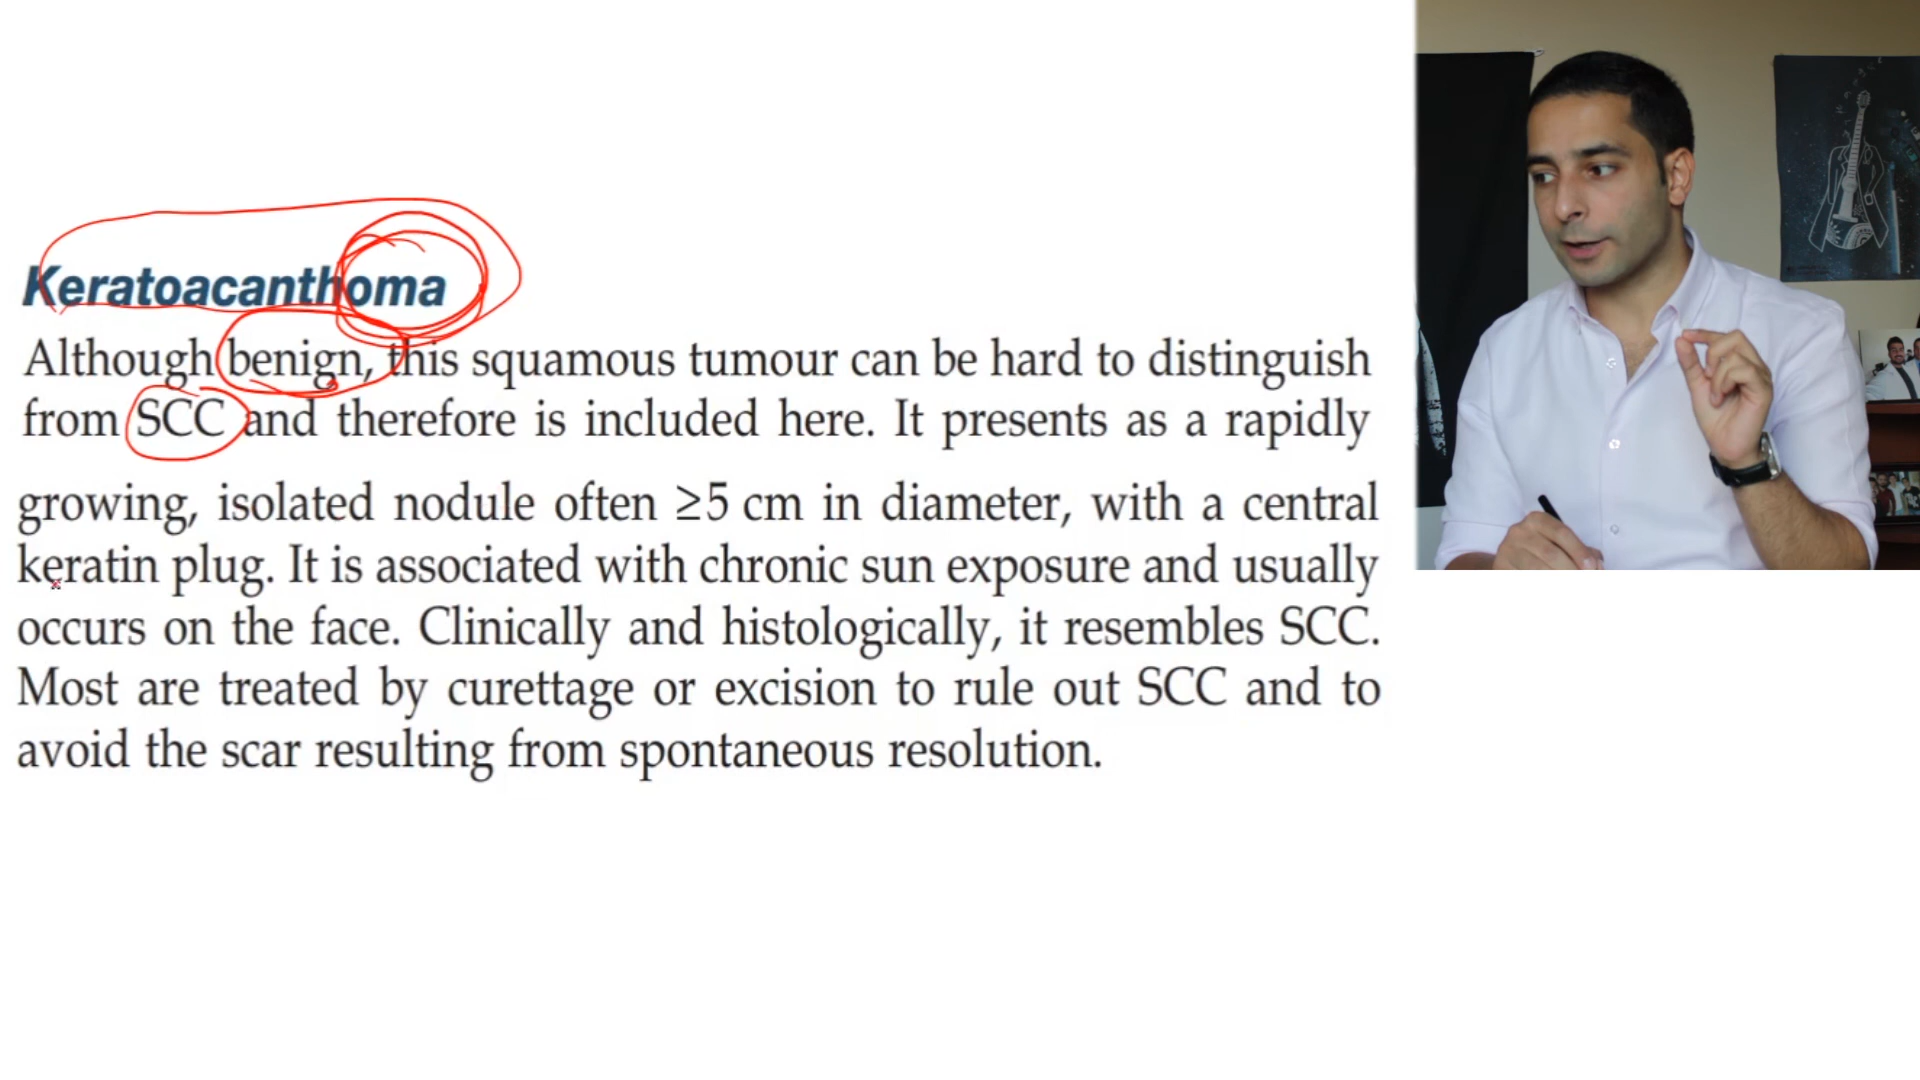 Keratoacanthoma
Although benign, this squamous tumour can be hard to distinguish
from SCC and therefore is included here. It presents as a rapidly
growing, isolated nodule often ≥5 cm in diameter, with a central
keratin plug. It is associated with chronic sun exposure and usually
occurs on the face. Clinically and histologically, it resembles SCC.
Most are treated by curettage or excision to rule out SCC and to
avoid the scar resulting from spontaneous resolution.